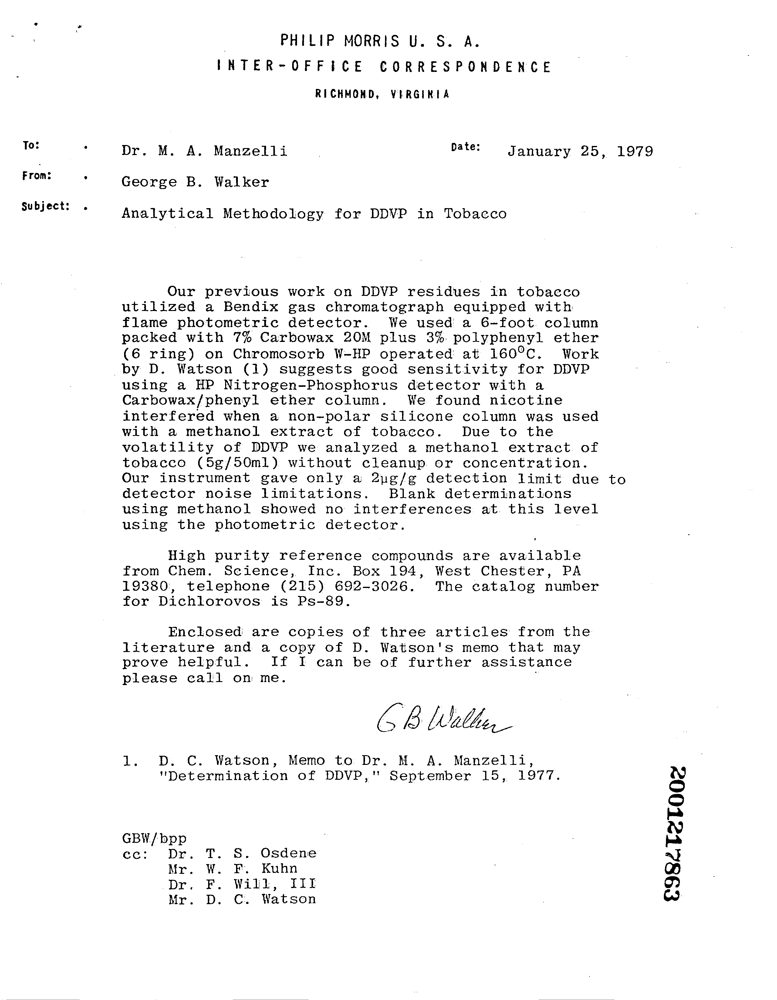 PHILIP MORRIS U. S. A.
INTER-OFFICE CORRESPONDENCE
RICHMOND, VIRGINIA
To: . Dr. M. A. Manzelli Date: January 25, 1979
From: . George B. Walker
Subject: . Analytical Methodology for DDVP in Tobacco
Our previous work on DDVP residues in tobacco
utilized a Bendix gas chromatograph equipped with
flame photometric detector. We used a 6-foot column
packed with 7% Carbowax 20M plus 3% polyphenyl ether
(6 ring) on Chromosorb W-HP operated at 160°C. Work
by D. Watson (1) suggests good sensitivity for DDVP
using a HP Nitrogen-Phosphorus detector with a
Carbowax/phenyl ether column. We found nicotine
interfered when a non-polar silicone column was used
with a methanol extract of tobacco. Due to the
volatility of DDVP we analyzed a methanol extract of
tobacco (5g/50ml) without cleanup or concentration.
Our instrument gave only a 2µg/g detection limit due to
detector noise limitations. Blank determinations
using methanol showed no interferences at this level
using the photometric detector.
High purity reference compounds are available
from Chem. Science, Inc. Box 194, West Chester, PA
19380, telephone (215) 692-3026. The catalog number
for Dichlorovos is Ps-89.
Enclosed are copies of three articles from the
literature and a copy of D. Watson's memo that may
prove helpful. If I can be of further assistance
please call on me.
G B Walker
1. D. C. Watson, Memo to Dr. M. A. Manzelli,
"Determination of DDVP," September 15, 1977.
GBW/bpp
cc: Dr. T. S. Osdene
Mr. W. F. Kuhn
Dr. F. Will, III
Mr. D. C. Watson
2001217863